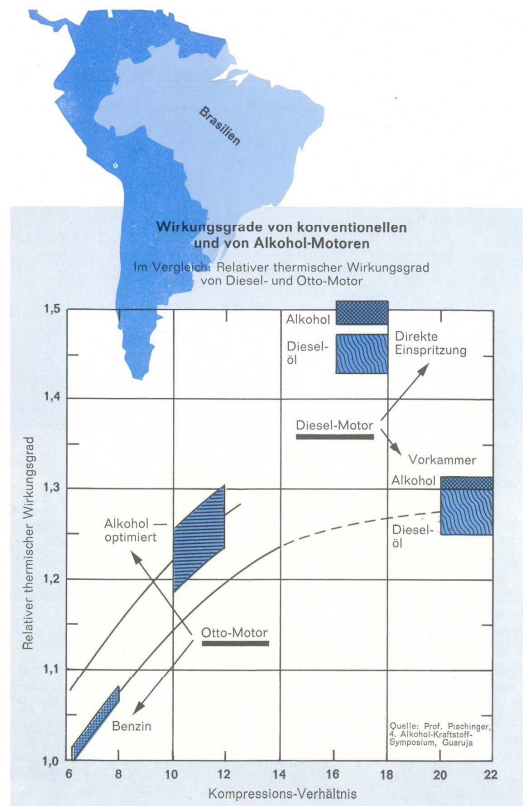 Brasilien
Wirkungsgrade von konventionellen
und von Alkohol-Motoren
Im Vergleich: Relativer thermischer Wirkungsgrad
von Diesel- und Otto-Motor
Relativer thermischer Wirkungsgrad
1,5
1,4
1,3
1,2
1,1
1,0
Alkohol
Diesel-
öl
Direkte
Einspritzung
Diesel-Motor
Vorkammer
Alkohol
Diesel-
öl
Alkohol —
optimiert
Otto-Motor
Benzin
Quelle: Prof. Pischinger,
4. Alkohol-Kraftstoff-
Symposium, Guaruja
6 8 10 12 14 16 18 20 22
Kompressions-Verhältnis